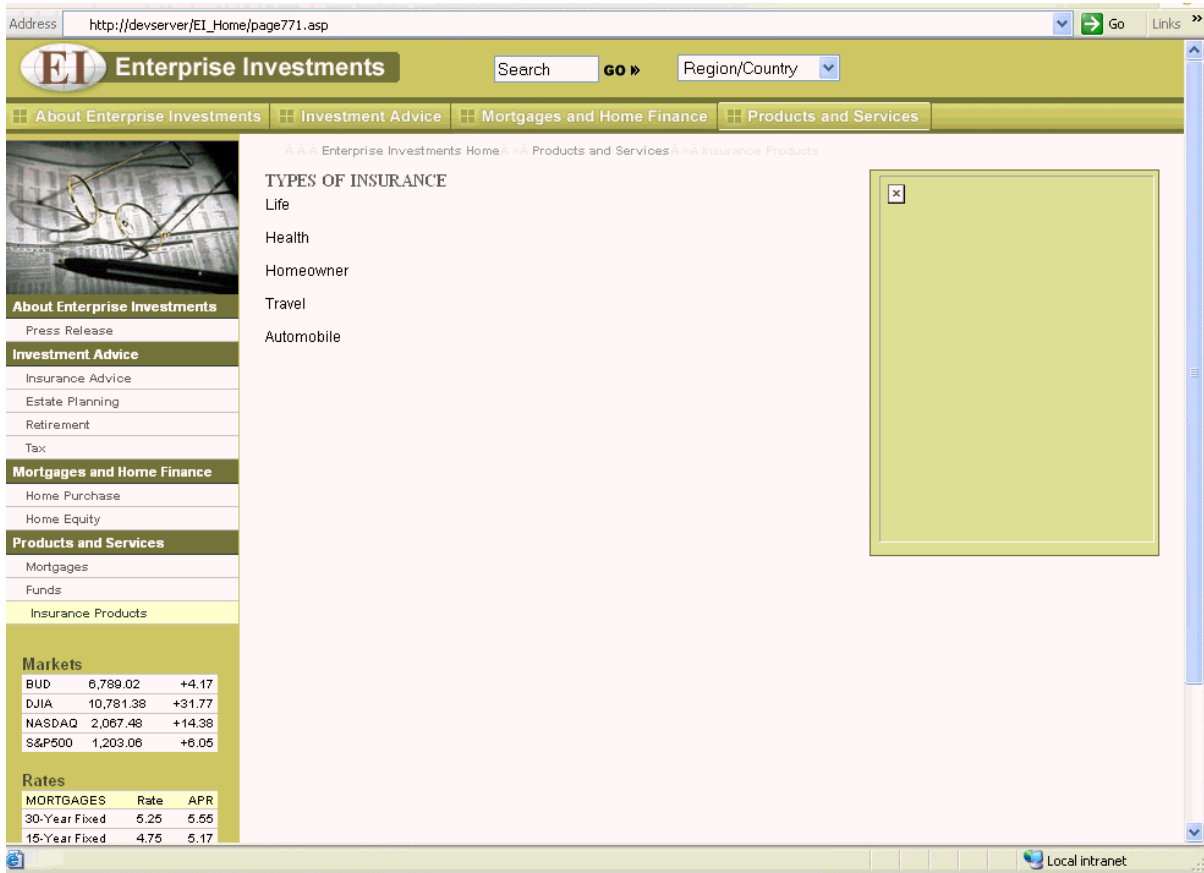 Address http://devserver/EI_Home/page771.asp Go Links »
EI Enterprise Investments Search GO » Region/Country
About Enterprise Investments Investment Advice Mortgages and Home Finance Products and Services
Â Â Â Enterprise Investments HomeÂ >Â Products and ServicesÂ >Â Insurance Products
TYPES OF INSURANCE
Life
Health
Homeowner
Travel
Automobile
About Enterprise Investments
Press Release
Investment Advice
Insurance Advice
Estate Planning
Retirement
Tax
Mortgages and Home Finance
Home Purchase
Home Equity
Products and Services
Mortgages
Funds
Insurance Products
Markets
BUD 6,789.02 +4.17
DJIA 10,781.38 +31.77
NASDAQ 2,067.48 +14.38
S&P500 1,203.06 +6.05
Rates
MORTGAGES Rate APR
30-Year Fixed 5.25 5.55
15-Year Fixed 4.75 5.17
Local intranet